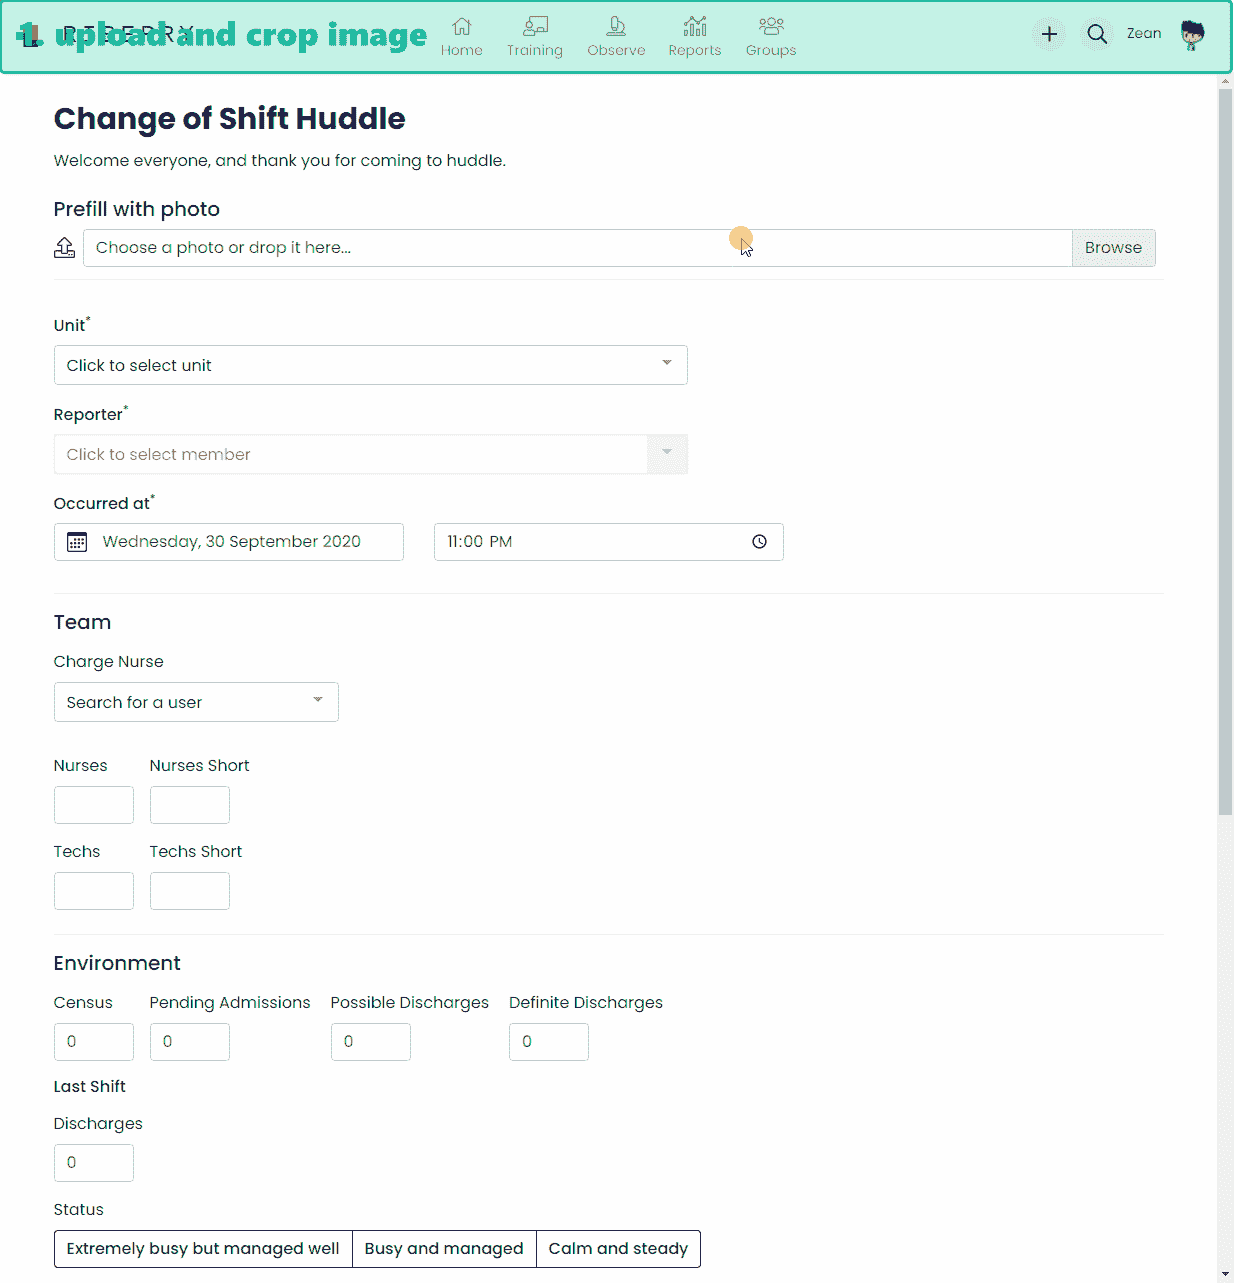 1. upload and crop image
Home
Training
Observe
Reports
Groups
Zean
Change of Shift Huddle
Welcome everyone, and thank you for coming to huddle.
Prefill with photo
Choose a photo or drop it here...
Browse
Unit*
Click to select unit
Reporter*
Click to select member
Occurred at*
Wednesday, 30 September 2020
11:00 PM
Team
Charge Nurse
Search for a user
Nurses
Nurses Short
Techs
Techs Short
Environment
Census
Pending Admissions
Possible Discharges
Definite Discharges
0
0
0
0
Last Shift
Discharges
0
Status
Extremely busy but managed well
Busy and managed
Calm and steady